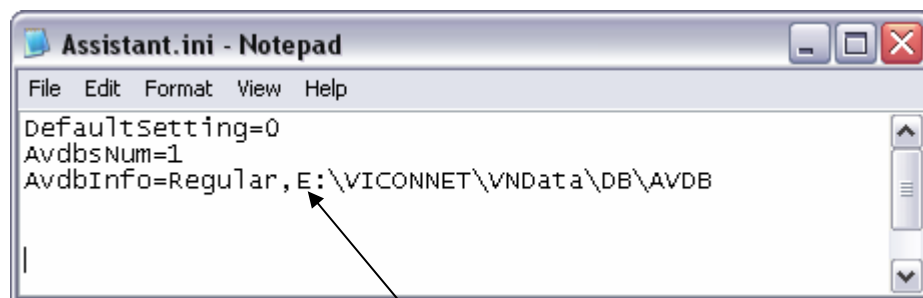 Assistant.ini - Notepad
File Edit Format View Help
DefaultSetting=0
AvdbsNum=1
AvdbInfo=Regular,E:\VICONNET\VNData\DB\AVDB